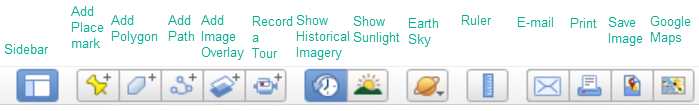 Sidebar
Add
Place
mark
Add
Polygon
Add
Path
Add
Image
Overlay
Record
a
Tour
Show
Historical
Imagery
Show
Sunlight
Earth
Sky
Ruler
E-mail
Print
Save
Image
Google
Maps